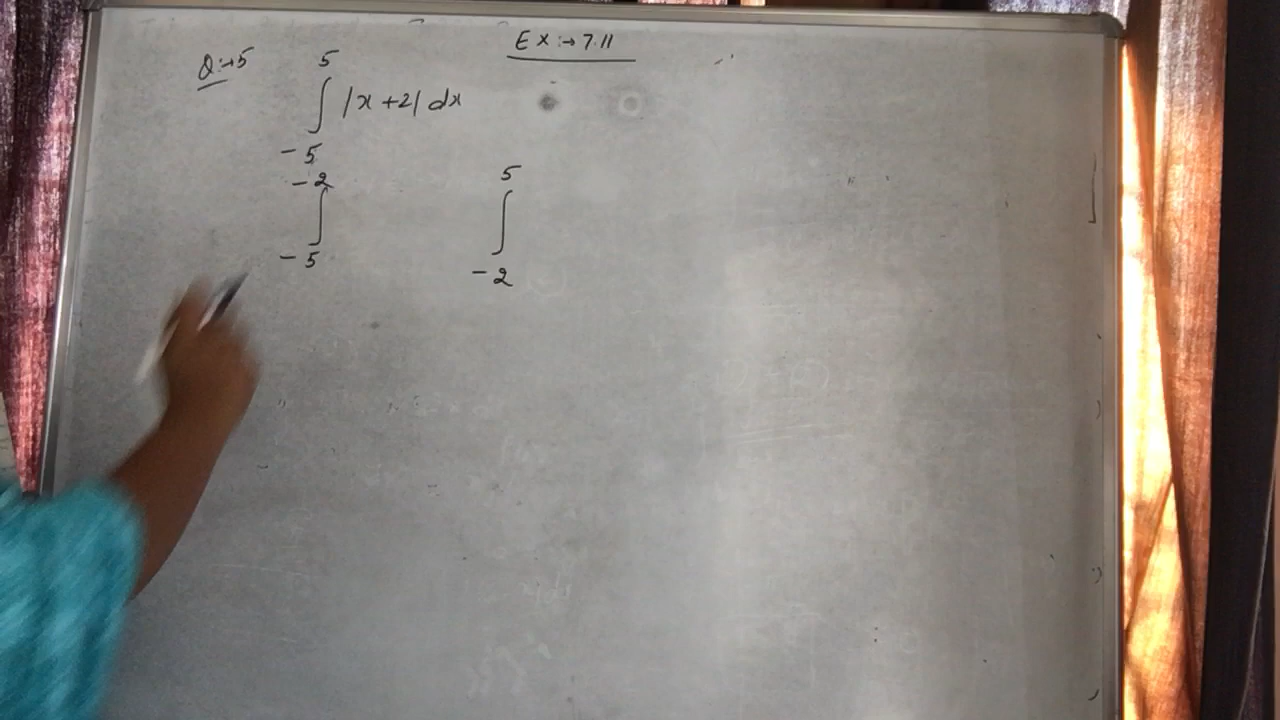 Ex :→ 7.11
Q :→ 5
5
∫ |x + 2| dx
-5
-2 5
∫ ∫
-5 -2